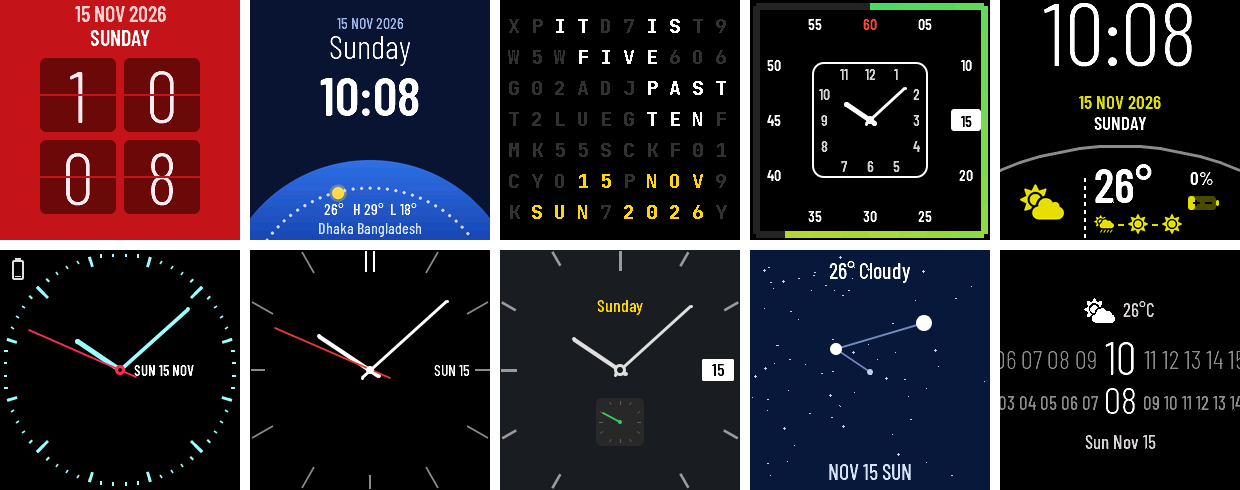 15 NOV 2026
SUNDAY
1 0
0 8
15 NOV 2026
Sunday
10:08
26° H 29° L 18°
Dhaka Bangladesh
X P I T D 7 I S T 9
W 5 W F I V E 6 0 6
G 0 2 A D J P A S T
T 2 L U E G T E N F
M K 5 5 S C K F 0 1
C Y O 1 5 P N O V 9
K S U N 7 2 0 2 6 Y
55 60 05
50 10
45 15
40 20
35 30 25
11 12 1
10 2
9 3
8 4
7 6 5
10:08
15 NOV 2026
SUNDAY
26°
0%
SUN 15 NOV
SUN 15
Sunday
15
26° Cloudy
NOV 15 SUN
26°C
06 07 08 09 10 11 12 13 14 15
03 04 05 06 07 08 09 10 11 12 13 14
Sun Nov 15